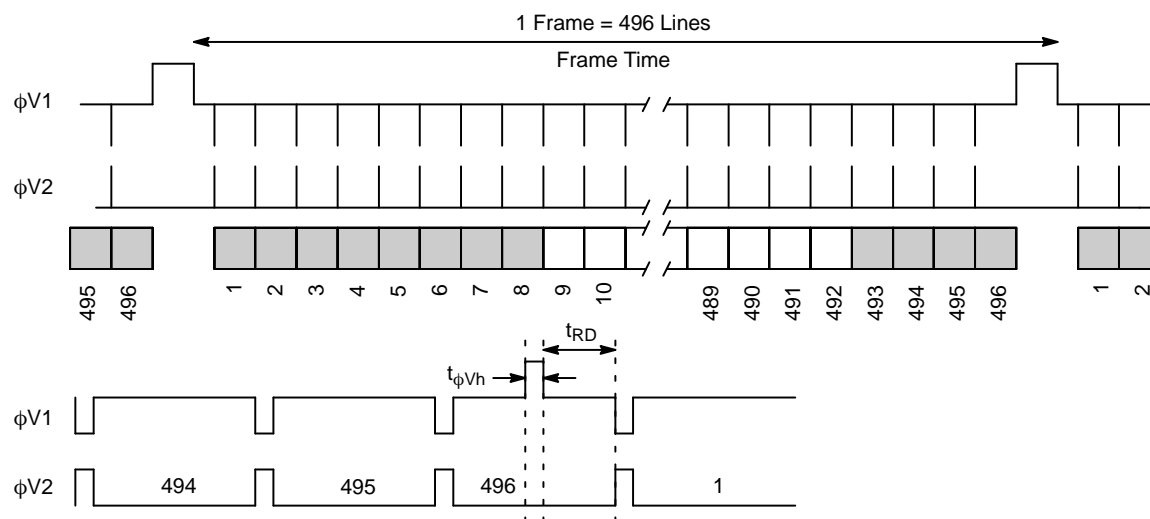 1 Frame = 496 Lines
Frame Time
ϕV1
ϕV2
495 496 1 2 3 4 5 6 7 8 9 10 489 490 491 492 493 494 495 496 1 2
tRD
tϕVh
ϕV1
ϕV2 494 495 496 1